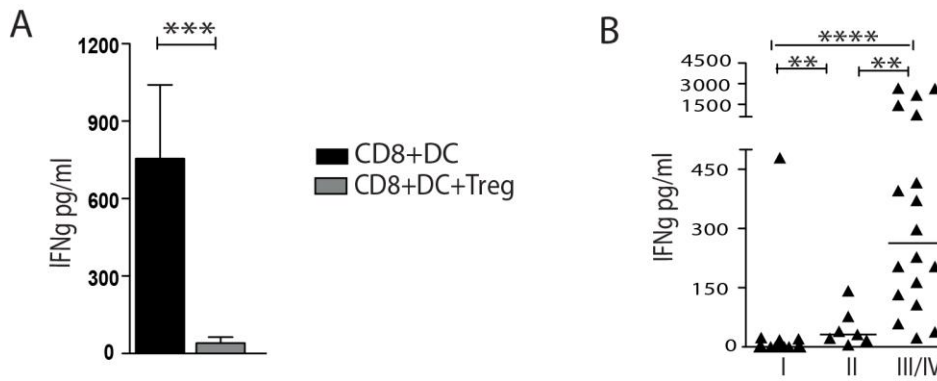 A
***
1200
900
600
300
0
IFNg pg/ml
CD8+DC
CD8+DC+Treg
B
****
** **
4500
3000
1500
450
300
150
0
IFNg pg/ml
I II III/IV